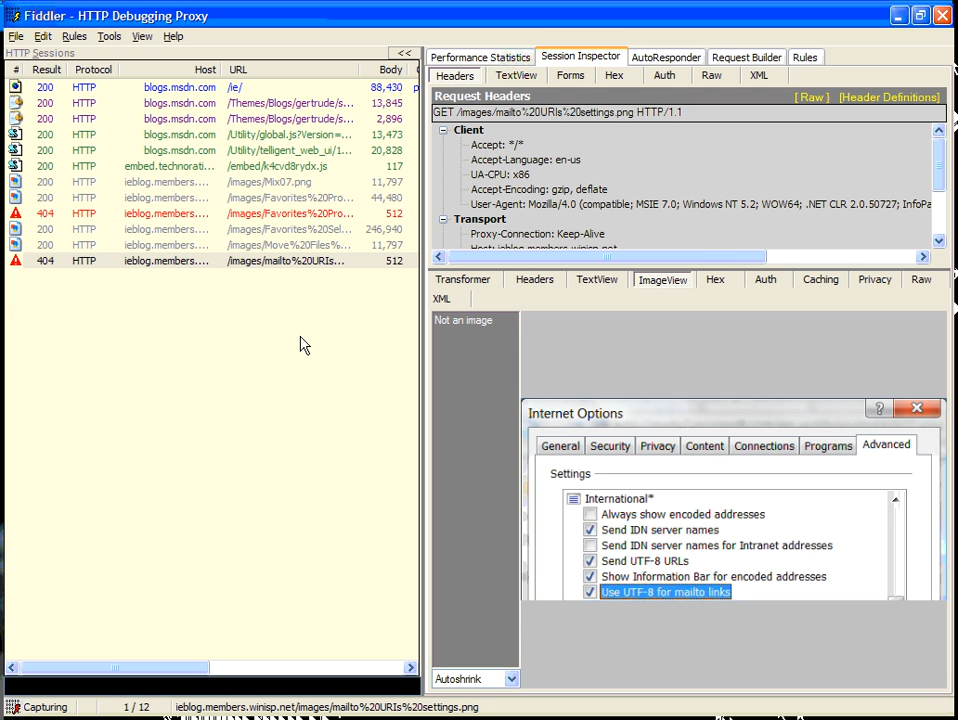 Fiddler - HTTP Debugging Proxy
File Edit Rules Tools View Help
HTTP Sessions <<
# Result Protocol Host URL Body
200 HTTP blogs.msdn.com /ie/ 88,430 p
200 HTTP blogs.msdn.com /Themes/Blogs/gertrude/s... 13,845
200 HTTP blogs.msdn.com /Themes/Blogs/gertrude/s... 2,896
200 HTTP blogs.msdn.com /Utility/global.js?Version=... 13,473
200 HTTP blogs.msdn.com /Utility/telligent_web_ui/1... 20,828
200 HTTP embed.technorati... /embed/k4cvd8rydx.js 117
200 HTTP ieblog.members.... /images/Mix07.png 11,797
200 HTTP ieblog.members.... /images/Favorites%20Pro... 44,480
404 HTTP ieblog.members.... /images/Favorites%20Pro... 512
200 HTTP ieblog.members.... /images/Favorites%20Sel... 246,940
200 HTTP ieblog.members.... /images/Move%20Files%... 11,797
404 HTTP ieblog.members.... /images/mailto%20URIs... 512
Performance Statistics Session Inspector AutoResponder Request Builder Rules
Headers TextView Forms Hex Auth Raw XML
Request Headers [ Raw ] [Header Definitions]
GET /images/mailto%20URIs%20settings.png HTTP/1.1
Client
Accept: */*
Accept-Language: en-us
UA-CPU: x86
Accept-Encoding: gzip, deflate
User-Agent: Mozilla/4.0 (compatible; MSIE 7.0; Windows NT 5.2; WOW64; .NET CLR 2.0.50727; InfoPa
Transport
Proxy-Connection: Keep-Alive
Host: ieblog.members.winisp.net
Transformer Headers TextView ImageView Hex Auth Caching Privacy Raw
XML
Not an image
Internet Options
General Security Privacy Content Connections Programs Advanced
Settings
International*
Always show encoded addresses
Send IDN server names
Send IDN server names for Intranet addresses
Send UTF-8 URLs
Show Information Bar for encoded addresses
Use UTF-8 for mailto links
Autoshrink
Capturing 1 / 12 ieblog.members.winisp.net/images/mailto%20URIs%20settings.png